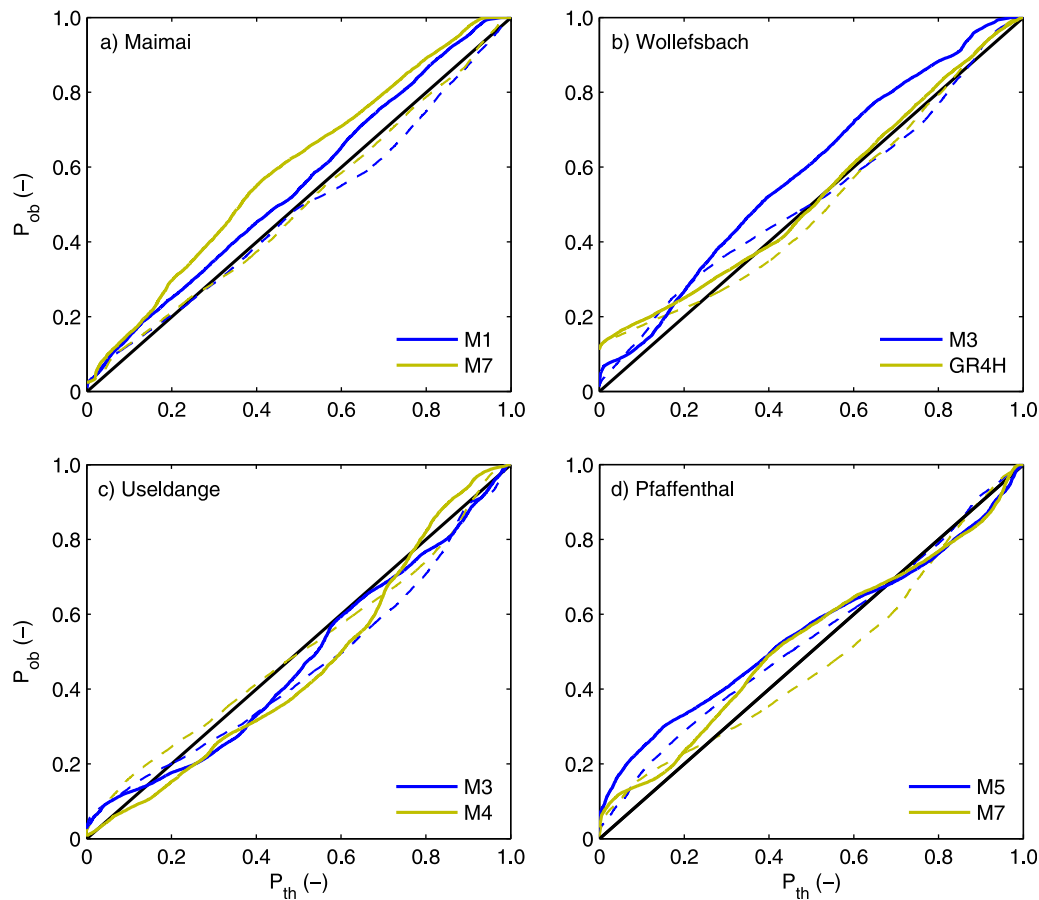 a) Maimai
P_ob (–)
1.0
0.8
0.6
0.4
0.2
0
M1
M7
0 0.2 0.4 0.6 0.8 1.0
b) Wollefsbach
1.0
0.8
0.6
0.4
0.2
0
M3
GR4H
0 0.2 0.4 0.6 0.8 1.0
c) Useldange
P_ob (–)
1.0
0.8
0.6
0.4
0.2
0
M3
M4
0 0.2 0.4 0.6 0.8 1.0
P_th (–)
d) Pfaffenthal
1.0
0.8
0.6
0.4
0.2
0
M5
M7
0 0.2 0.4 0.6 0.8 1.0
P_th (–)